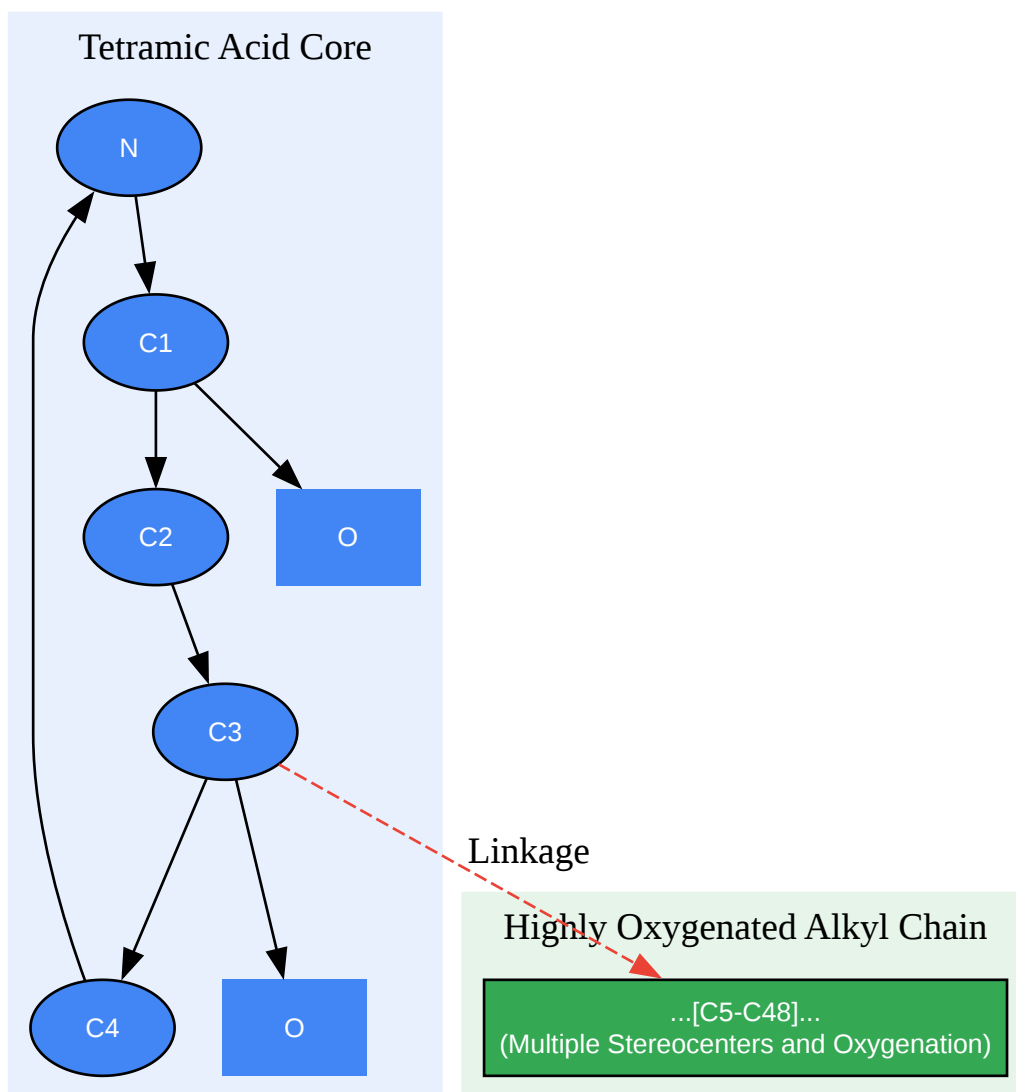 Tetramic Acid Core
N
C1
C2
O
C3
Linkage
Highly Oxygenated Alkyl Chain
C4
O
...[C5-C48]...
(Multiple Stereocenters and Oxygenation)